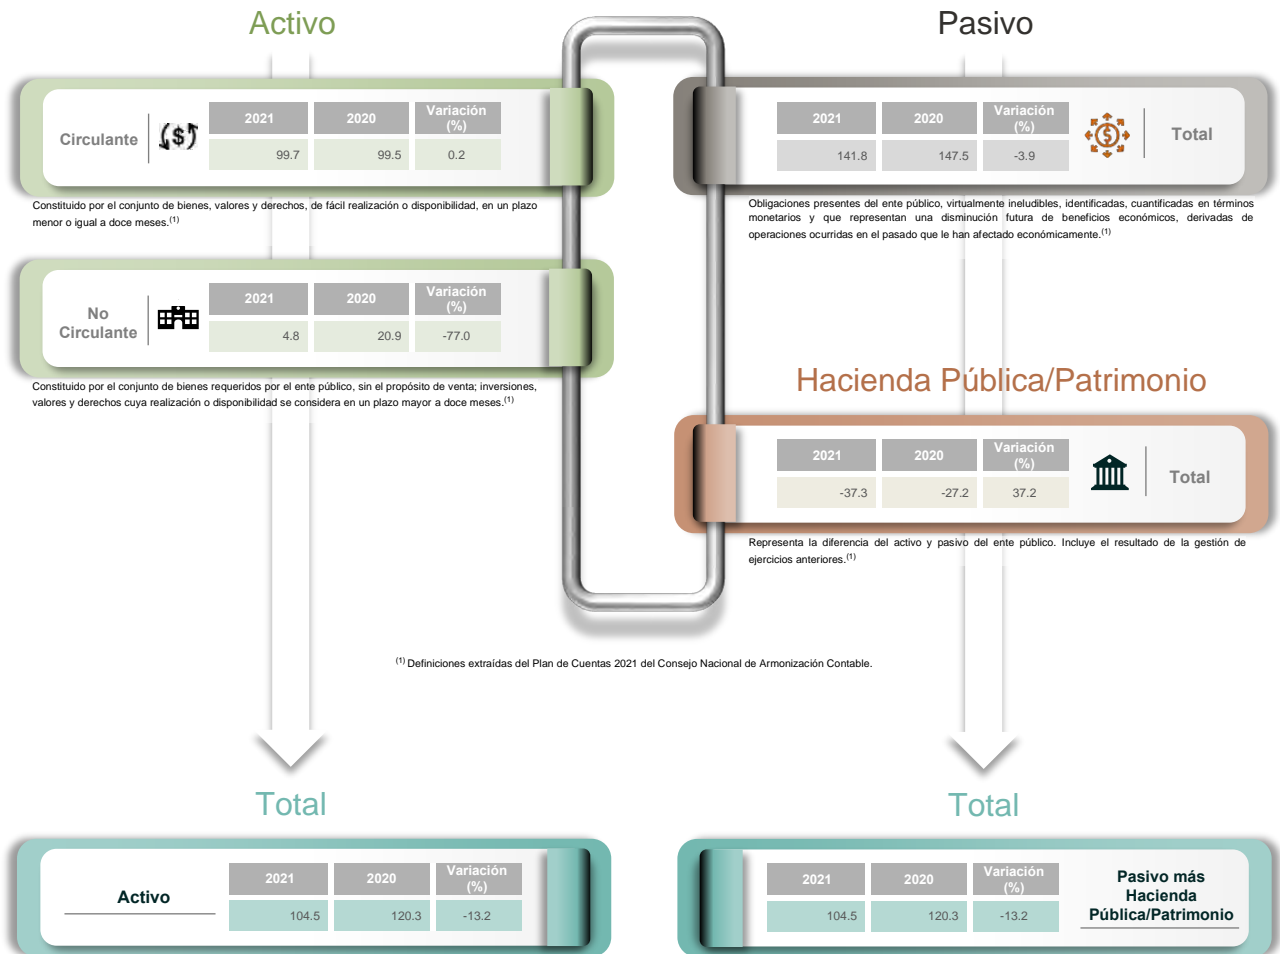 Activo
Circulante
2021 2020 Variación (%)
99.7 99.5 0.2
Constituido por el conjunto de bienes, valores y derechos, de fácil realización o disponibilidad, en un plazo
menor o igual a doce meses.(1)
No
Circulante
2021 2020 Variación (%)
4.8 20.9 -77.0
Constituido por el conjunto de bienes requeridos por el ente público, sin el propósito de venta; inversiones,
valores y derechos cuya realización o disponibilidad se considera en un plazo mayor a doce meses.(1)
Pasivo
2021 2020 Variación (%)
141.8 147.5 -3.9
Total
Obligaciones presentes del ente público, virtualmente ineludibles, identificadas, cuantificadas en términos
monetarios y que representan una disminución futura de beneficios económicos, derivadas de
operaciones ocurridas en el pasado que le han afectado económicamente.(1)
Hacienda Pública/Patrimonio
2021 2020 Variación (%)
-37.3 -27.2 37.2
Total
Representa la diferencia del activo y pasivo del ente público. Incluye el resultado de la gestión de
ejercicios anteriores.(1)
(1) Definiciones extraídas del Plan de Cuentas 2021 del Consejo Nacional de Armonización Contable.
Total
Activo
2021 2020 Variación (%)
104.5 120.3 -13.2
Total
2021 2020 Variación (%)
104.5 120.3 -13.2
Pasivo más
Hacienda
Pública/Patrimonio